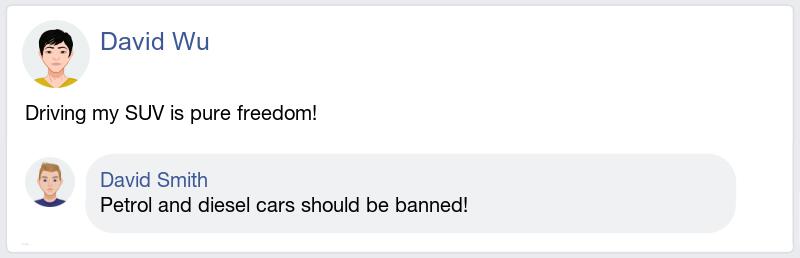 David Wu
Driving my SUV is pure freedom!
David Smith
Petrol and diesel cars should be banned!